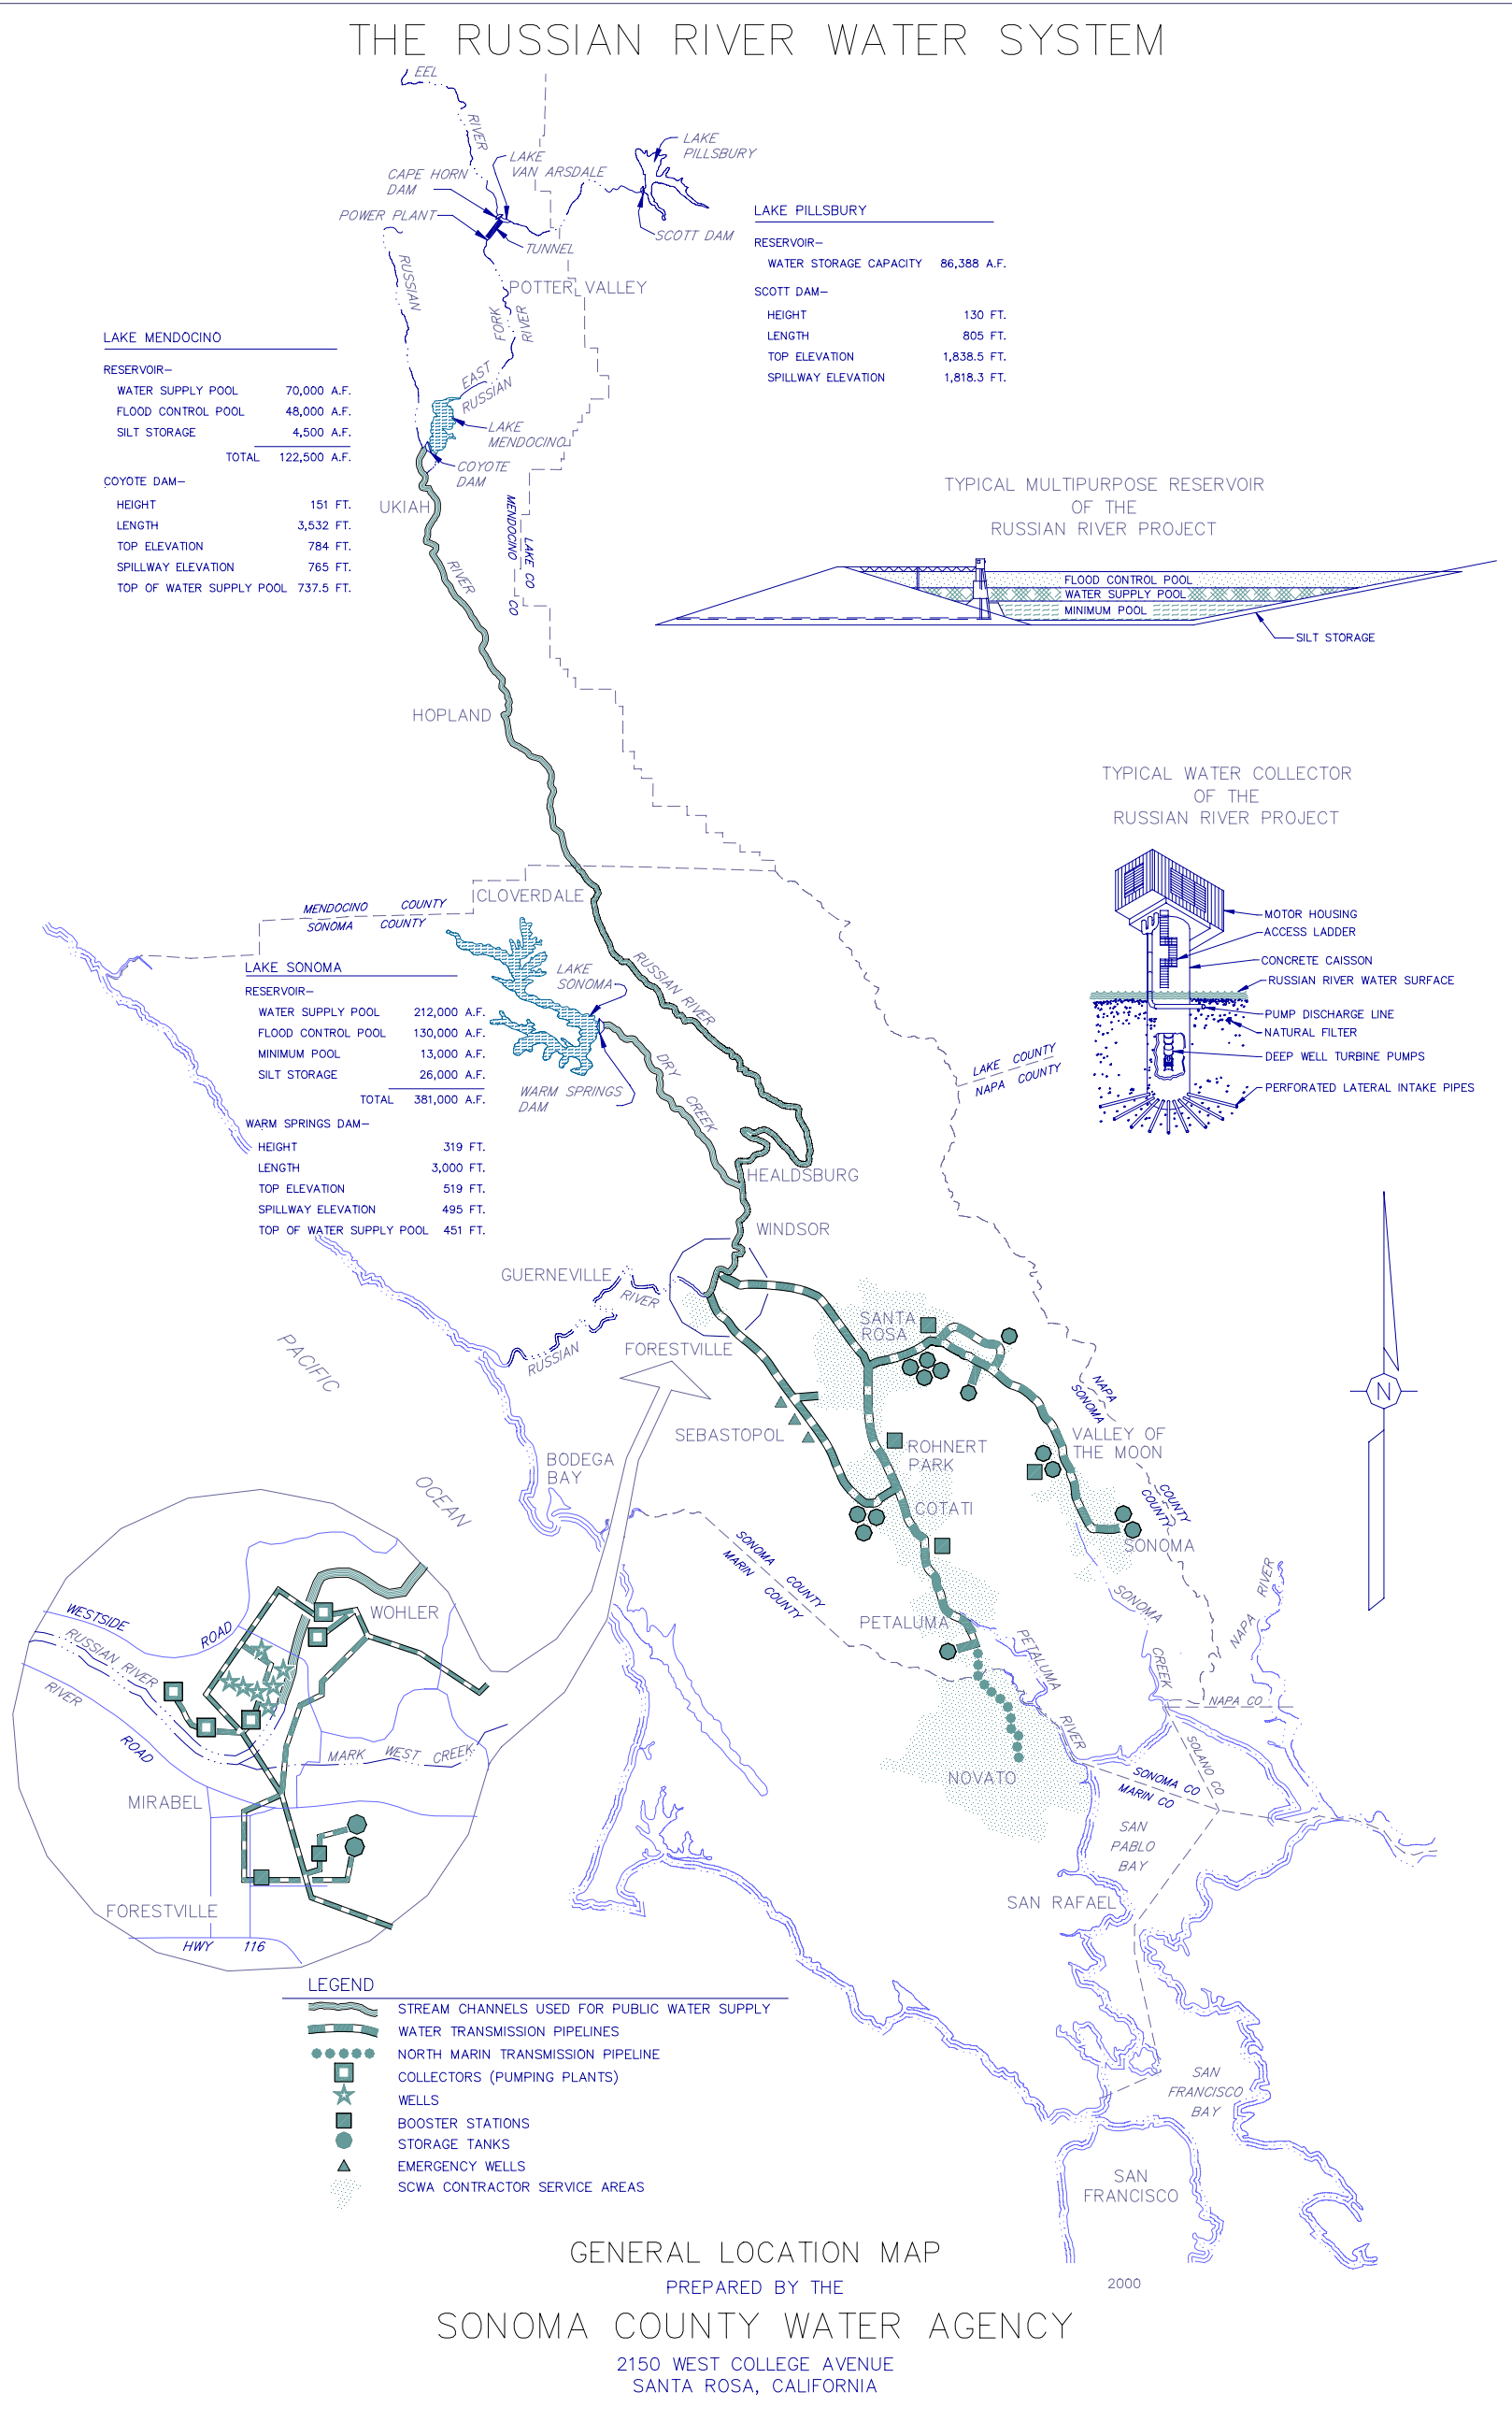 THE RUSSIAN RIVER WATER SYSTEM
EEL
RIVER
LAKE
PILLSBURY
LAKE
VAN ARSDALE
CAPE HORN
DAM
POWER PLANT
TUNNEL
SCOTT DAM
RUSSIAN
POTTER VALLEY
FORK
RIVER
EAST
RUSSIAN
LAKE
MENDOCINO
COYOTE
DAM
UKIAH
MENDOCINO CO
LAKE CO
RIVER
HOPLAND
LAKE PILLSBURY
RESERVOIR–
WATER STORAGE CAPACITY 86,388 A.F.
SCOTT DAM–
HEIGHT 130 FT.
LENGTH 805 FT.
TOP ELEVATION 1,838.5 FT.
SPILLWAY ELEVATION 1,818.3 FT.
LAKE MENDOCINO
RESERVOIR–
WATER SUPPLY POOL 70,000 A.F.
FLOOD CONTROL POOL 48,000 A.F.
SILT STORAGE 4,500 A.F.
TOTAL 122,500 A.F.
COYOTE DAM–
HEIGHT 151 FT.
LENGTH 3,532 FT.
TOP ELEVATION 784 FT.
SPILLWAY ELEVATION 765 FT.
TOP OF WATER SUPPLY POOL 737.5 FT.
TYPICAL MULTIPURPOSE RESERVOIR
OF THE
RUSSIAN RIVER PROJECT
FLOOD CONTROL POOL
WATER SUPPLY POOL
MINIMUM POOL
SILT STORAGE
TYPICAL WATER COLLECTOR
OF THE
RUSSIAN RIVER PROJECT
MOTOR HOUSING
ACCESS LADDER
CONCRETE CAISSON
RUSSIAN RIVER WATER SURFACE
PUMP DISCHARGE LINE
NATURAL FILTER
DEEP WELL TURBINE PUMPS
PERFORATED LATERAL INTAKE PIPES
CLOVERDALE
MENDOCINO COUNTY
SONOMA COUNTY
LAKE SONOMA
RESERVOIR–
WATER SUPPLY POOL 212,000 A.F.
FLOOD CONTROL POOL 130,000 A.F.
MINIMUM POOL 13,000 A.F.
SILT STORAGE 26,000 A.F.
TOTAL 381,000 A.F.
WARM SPRINGS DAM–
HEIGHT 319 FT.
LENGTH 3,000 FT.
TOP ELEVATION 519 FT.
SPILLWAY ELEVATION 495 FT.
TOP OF WATER SUPPLY POOL 451 FT.
LAKE
SONOMA
RUSSIAN RIVER
DRY
CREEK
WARM SPRINGS
DAM
LAKE COUNTY
NAPA COUNTY
HEALDSBURG
WINDSOR
GUERNEVILLE
RIVER
RUSSIAN
FORESTVILLE
SANTA
ROSA
PACIFIC
OCEAN
SEBASTOPOL
ROHNERT
PARK
NAPA
SONOMA
VALLEY OF
THE MOON
COUNTY
COUNTY
BODEGA
BAY
COTATI
SONOMA
SONOMA COUNTY
MARIN COUNTY
PETALUMA
PETALUMA
RIVER
SONOMA
CREEK
NAPA RIVER
NAPA CO
SOLANO CO
NOVATO
SONOMA CO
MARIN CO
SAN
PABLO
BAY
SAN RAFAEL
SAN
FRANCISCO
BAY
SAN
FRANCISCO
N
WOHLER
WESTSIDE
ROAD
RUSSIAN RIVER
RIVER
ROAD
MARK WEST CREEK
MIRABEL
FORESTVILLE
HWY 116
LEGEND
STREAM CHANNELS USED FOR PUBLIC WATER SUPPLY
WATER TRANSMISSION PIPELINES
NORTH MARIN TRANSMISSION PIPELINE
COLLECTORS (PUMPING PLANTS)
WELLS
BOOSTER STATIONS
STORAGE TANKS
EMERGENCY WELLS
SCWA CONTRACTOR SERVICE AREAS
GENERAL LOCATION MAP
PREPARED BY THE
2000
SONOMA COUNTY WATER AGENCY
2150 WEST COLLEGE AVENUE
SANTA ROSA, CALIFORNIA